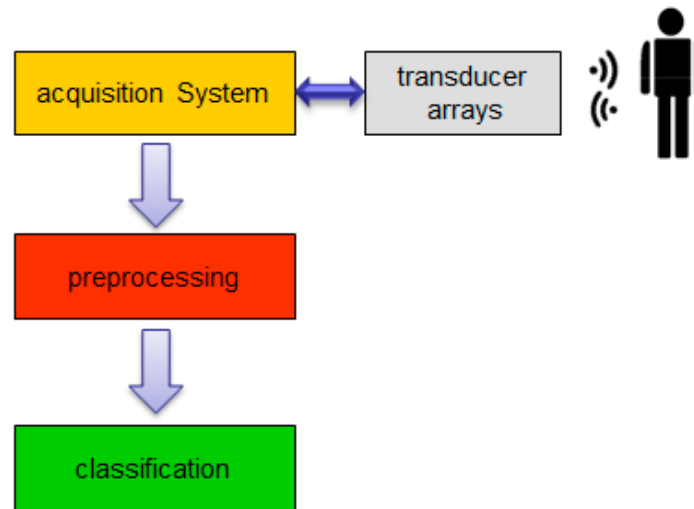 acquisition System
transducer
arrays
preprocessing
classification